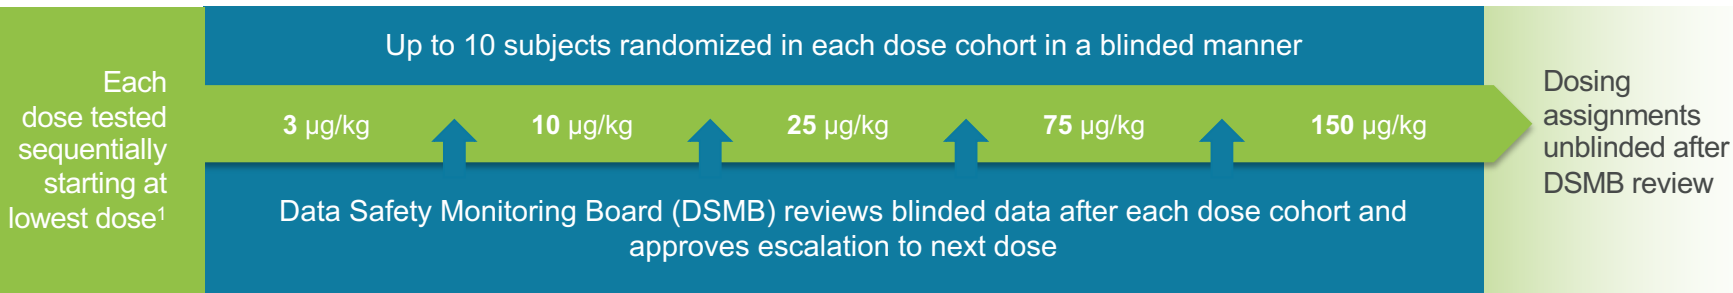 Each
dose tested
sequentially
starting at
lowest dose¹
Up to 10 subjects randomized in each dose cohort in a blinded manner
3 µg/kg
10 µg/kg
25 µg/kg
75 µg/kg
150 µg/kg
Data Safety Monitoring Board (DSMB) reviews blinded data after each dose cohort and
approves escalation to next dose
Dosing
assignments
unblinded after
DSMB review